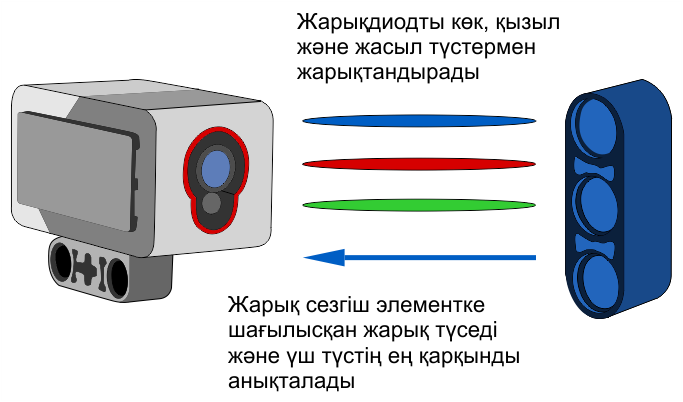 Жарықдиодты көк, қызыл
және жасыл түстермен
жарықтандырады
Жарық сезгіш элементке
шағылысқан жарық түседі
және үш түстің ең қарқынды
анықталады